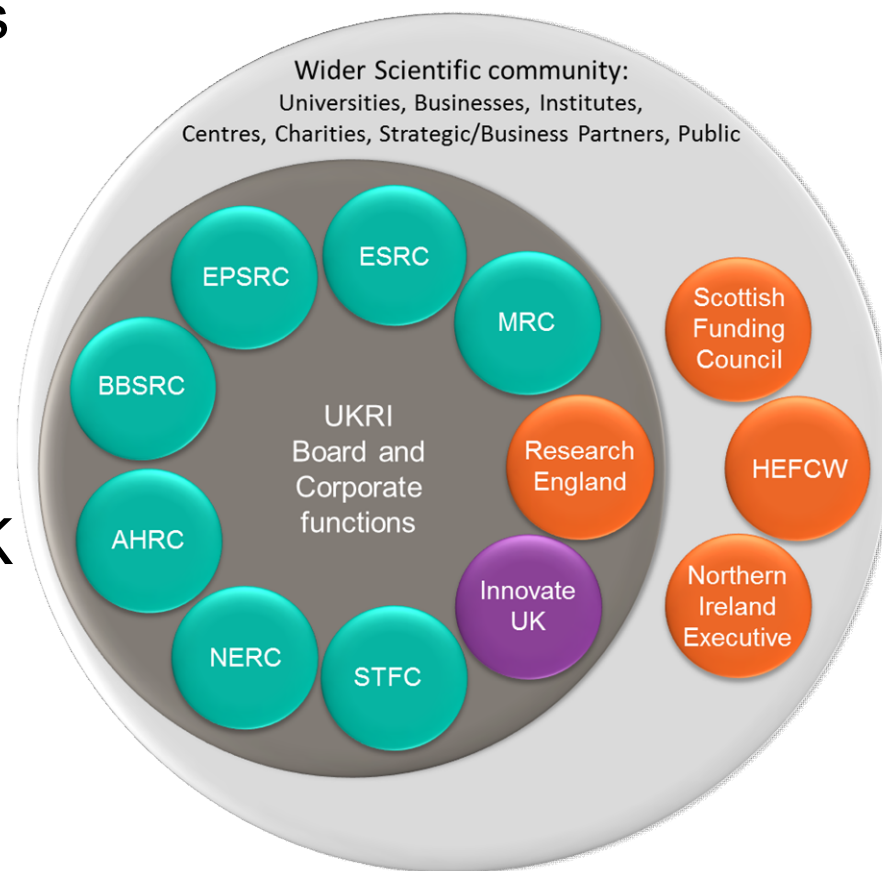 s
Wider Scientific community:
Universities, Businesses, Institutes,
Centres, Charities, Strategic/Business Partners, Public
ESRC
EPSRC
MRC
BBSRC
Scottish
Funding
Council
UKRI
Board and
Corporate
functions
Research
England
HEFCW
AHRC
K
Innovate
UK
Northern
Ireland
Executive
NERC
STFC